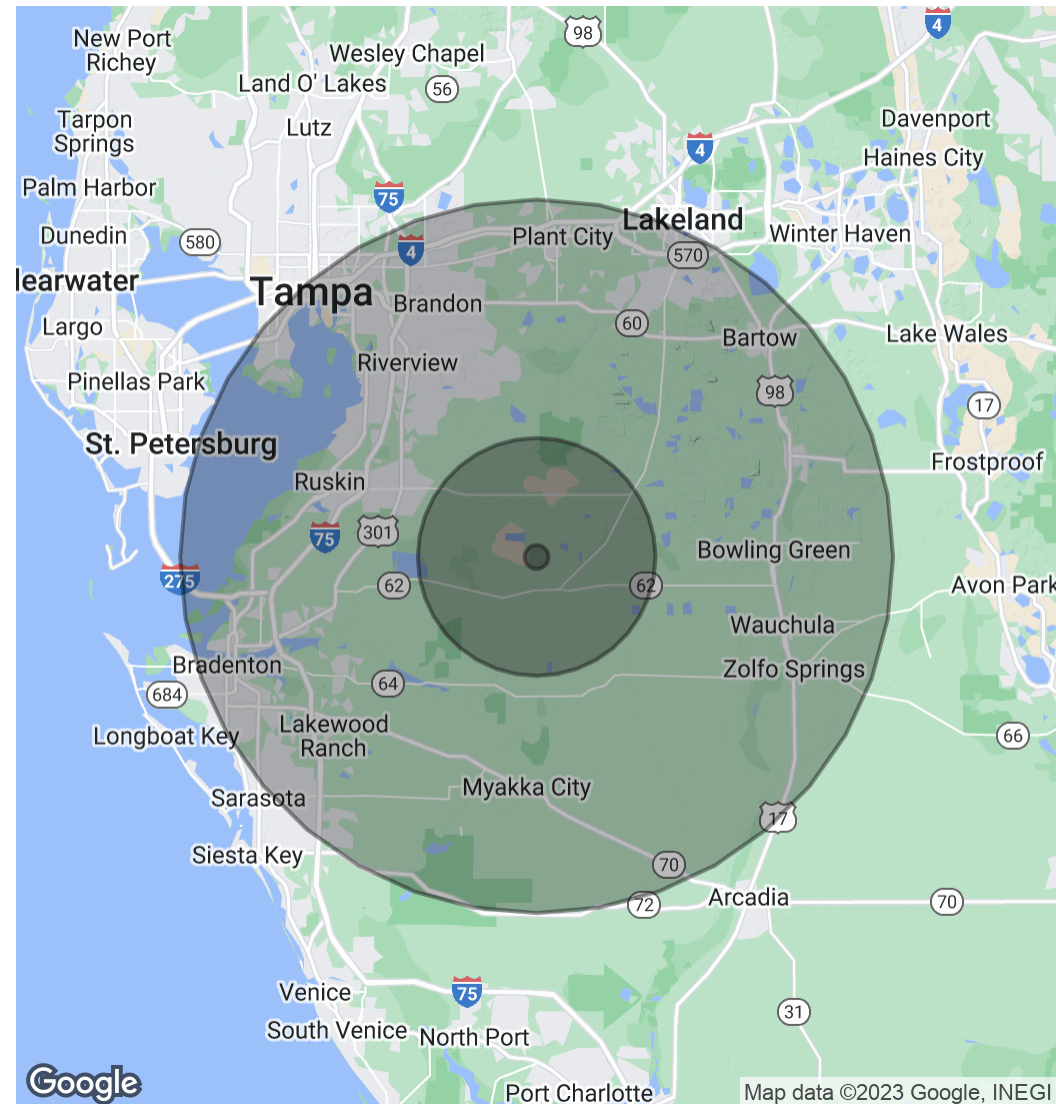 98
4
New Port
Richey
Wesley Chapel
Land O' Lakes
56
Tarpon
Springs
Lutz
Davenport
4
Haines City
Palm Harbor
75
Dunedin
580
4
Plant City
Lakeland
Winter Haven
570
learwater
Tampa
Brandon
Largo
60
Bartow
Lake Wales
Riverview
Pinellas Park
98
17
St. Petersburg
Frostproof
Ruskin
75
301
Bowling Green
275
62
62
Avon Park
Wauchula
Bradenton
Zolfo Springs
684
64
Longboat Key
Lakewood
Ranch
66
Myakka City
Sarasota
17
Siesta Key
70
72
Arcadia
70
Venice
75
31
South Venice
North Port
Google
Port Charlotte
Map data ©2023 Google, INEGI